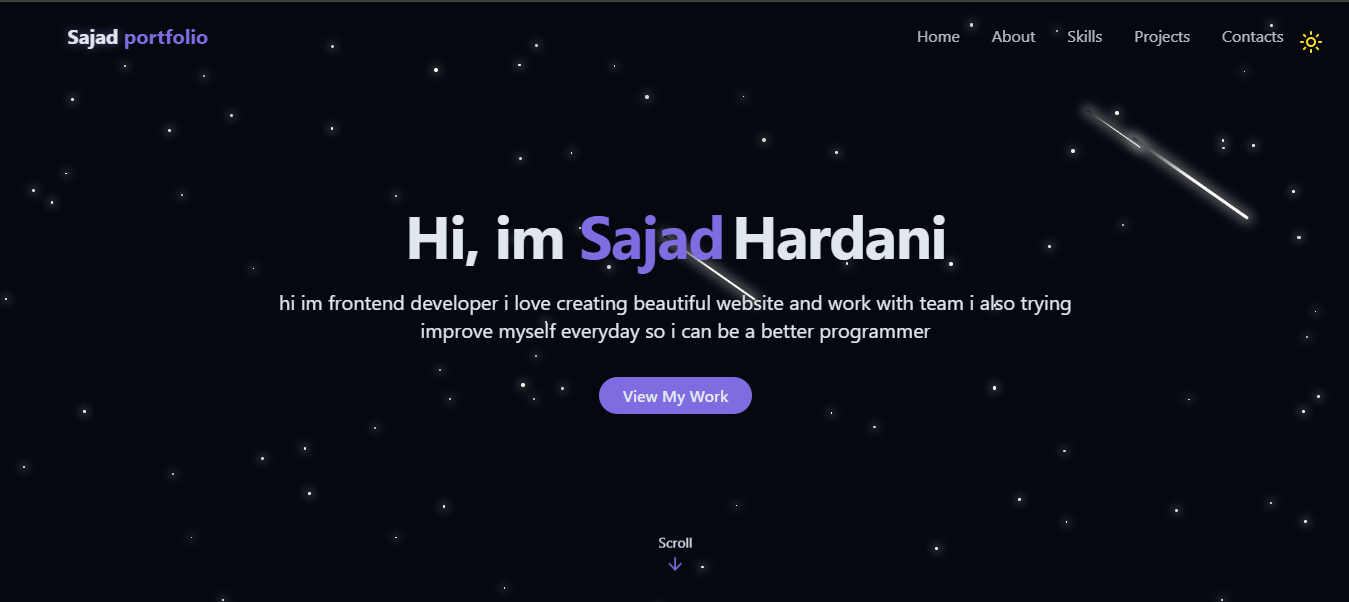 Sajad portfolio
Home About Skills Projects Contacts
Hi, im Sajad Hardani
hi im frontend developer i love creating beautiful website and work with team i also trying
improve myself everyday so i can be a better programmer
View My Work
Scroll